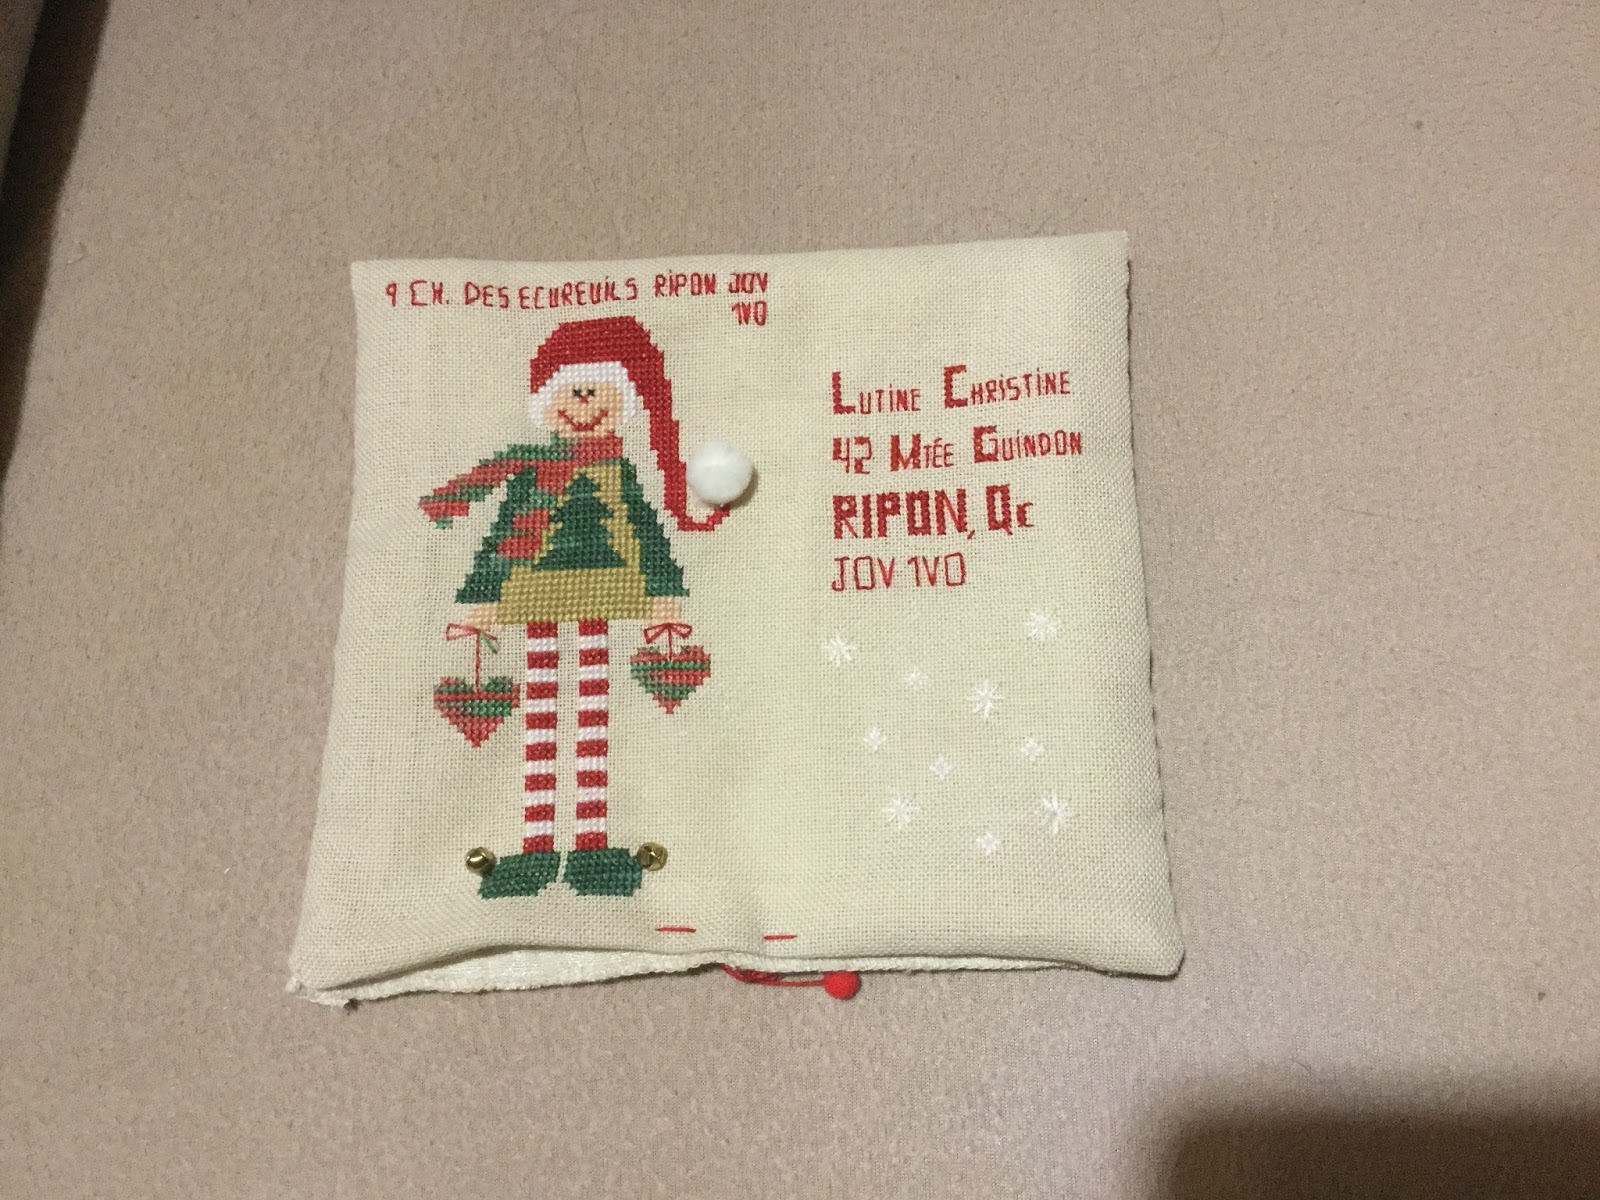 9 CH. DES ECUREUILS RIPON J0V
1V0
LUTINE CHRISTINE
42 MTÉE GUINDON
RIPON, QC
J0V 1V0